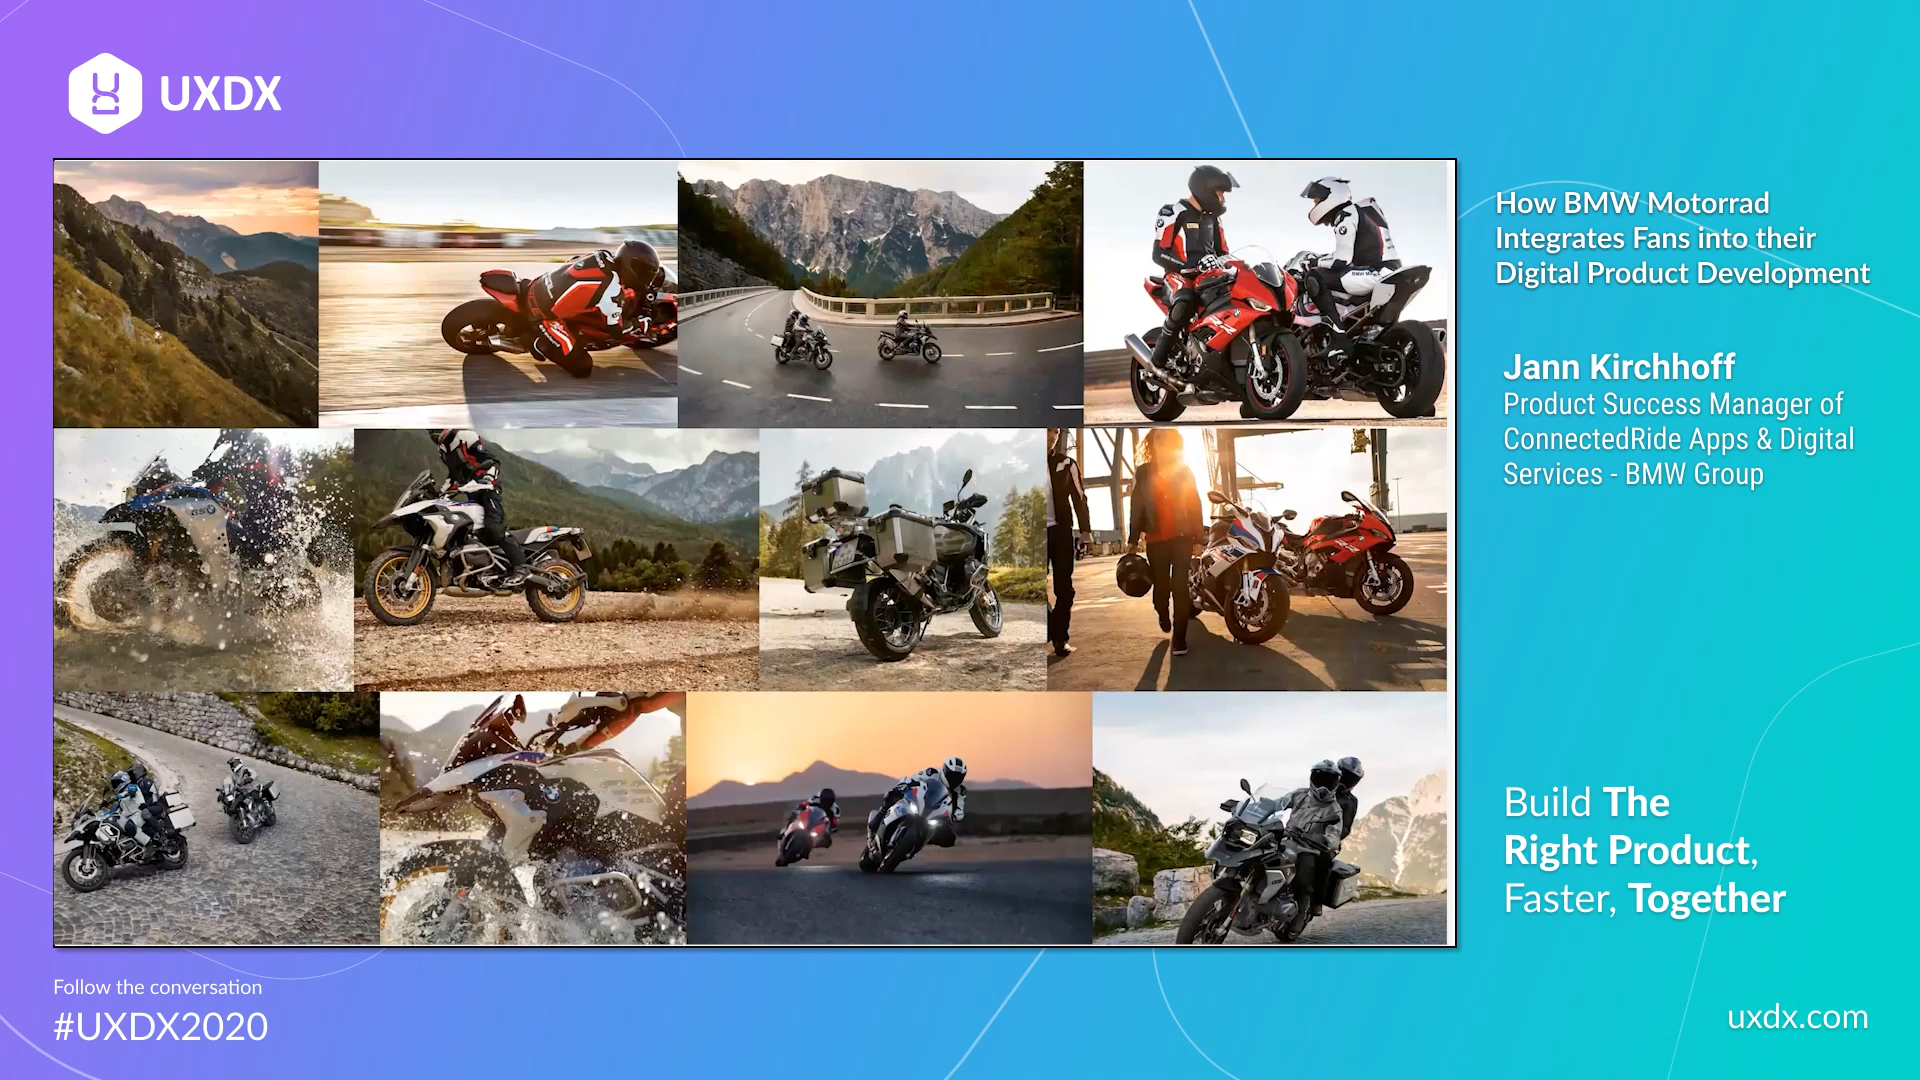 UXDX
How BMW Motorrad
Integrates Fans into their
Digital Product Development
Jann Kirchhoff
Product Success Manager of
ConnectedRide Apps & Digital
Services - BMW Group
Build The
Right Product,
Faster, Together
Follow the conversation
#UXDX2020
uxdx.com